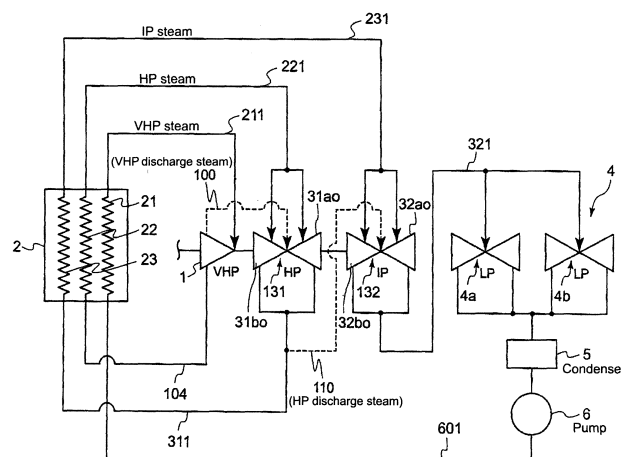 IP steam
231
HP steam
221
VHP steam
211
(VHP discharge steam)
100
321
4
31ao
32ao
21
22
23
2
1
VHP
HP
131
31bo
IP
132
32bo
LP
4a
LP
4b
104
110
(HP discharge steam)
311
5
Condense
6
Pump
601